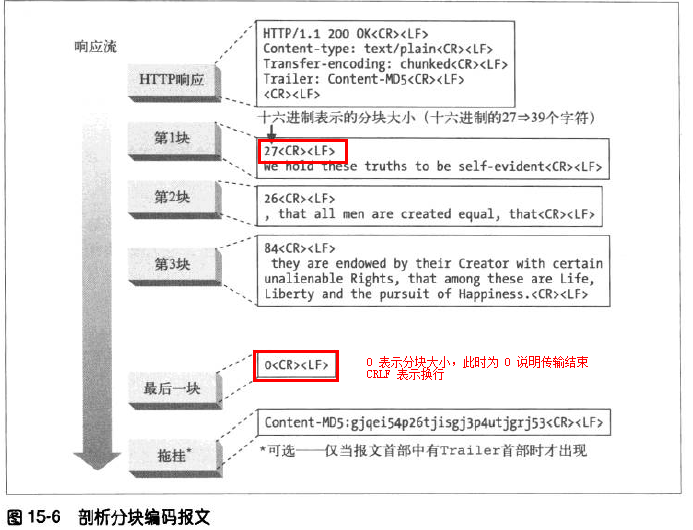 响应流
HTTP响应
HTTP/1.1 200 OK<CR><LF>
Content-type: text/plain<CR><LF>
Transfer-encoding: chunked<CR><LF>
Trailer: Content-MD5<CR><LF>
<CR><LF>
十六进制表示的分块大小（十六进制的27⇒39个字符）
第1块
27<CR><LF>
We hold these truths to be self-evident<CR><LF>
第2块
26<CR><LF>
, that all men are created equal, that<CR><LF>
第3块
84<CR><LF>
they are endowed by their Creator with certain
unalienable Rights, that among these are Life,
Liberty and the pursuit of Happiness.<CR><LF>
最后一块
0<CR><LF>
0 表示分块大小，此时为 0 说明传输结束
CRLF 表示换行
拖挂*
Content-MD5:gjqei54p26tjisgj3p4utjgrj53<CR><LF>
*可选——仅当报文首部中有Trailer首部时才出现
图 15-6 剖析分块编码报文